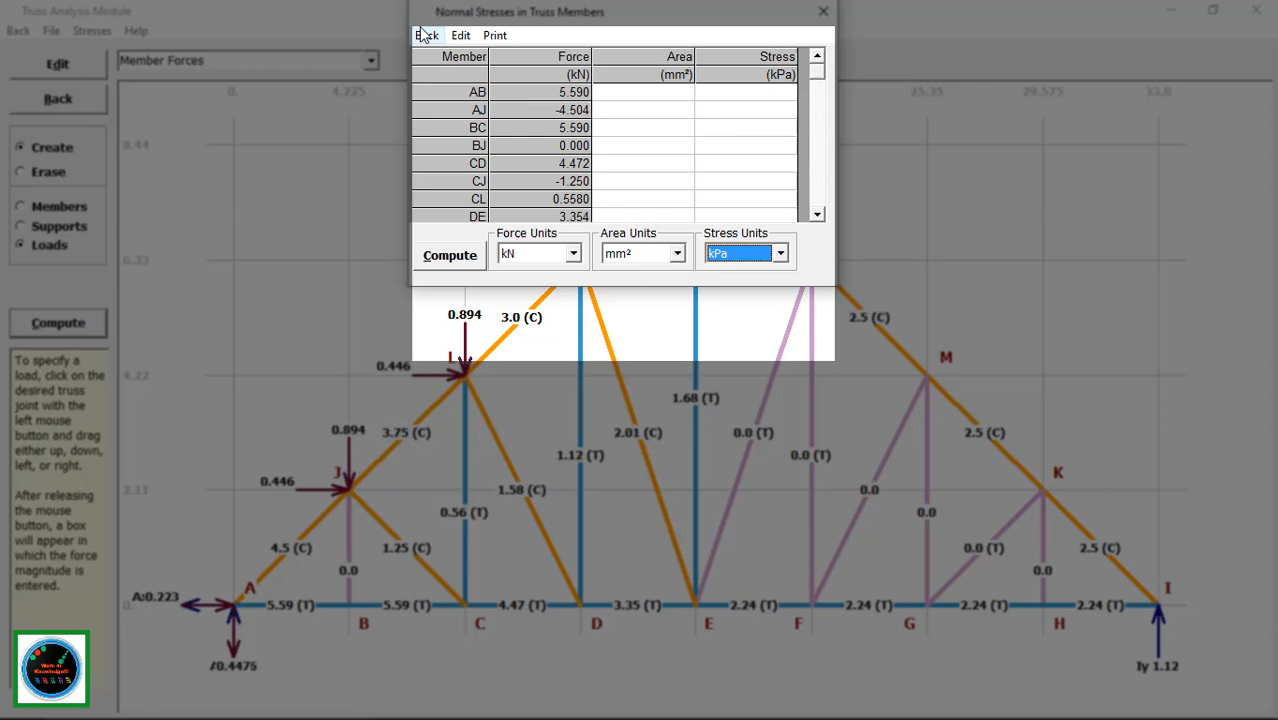 Truss Analysis Module
Back File Stresses Help
Edit
Back
Create
Erase
Members
Supports
Loads
Compute
To specify a
load, click on the
desired truss
joint with the
left mouse
button and drag
either up, down,
left, or right.
After releasing
the mouse
button, a box
will appear in
which the force
magnitude is
entered.
Work 4r
Knowledge!!
Member Forces
Normal Stresses in Truss Members
Back Edit Print
Member Force Area Stress
(kN) (mm²) (kPa)
AB 5.590
AJ -4.504
BC 5.590
BJ 0.000
CD 4.472
CJ -1.250
CL 0.5580
DE 3.354
Force Units Area Units Stress Units
Compute kN mm² kPa
0. 4.225 25.35 29.575 33.8
8.44
6.33
4.22
2.11
0.
0.894 3.0 (C) 2.5 (C)
L M
0.446
1.68 (T)
0.894 3.75 (C) 2.01 (C) 0.0 (T) 2.5 (C)
1.12 (T) 0.0 (T)
J K
0.446 1.58 (C) 0.0
0.56 (T) 0.0
4.5 (C) 1.25 (C) 0.0 (T) 2.5 (C)
0.0 0.0
A I
A:0.223
5.59 (T) 5.59 (T) 4.47 (T) 3.35 (T) 2.24 (T) 2.24 (T) 2.24 (T) 2.24 (T)
B C D E F G H
0.4475 Iy 1.12